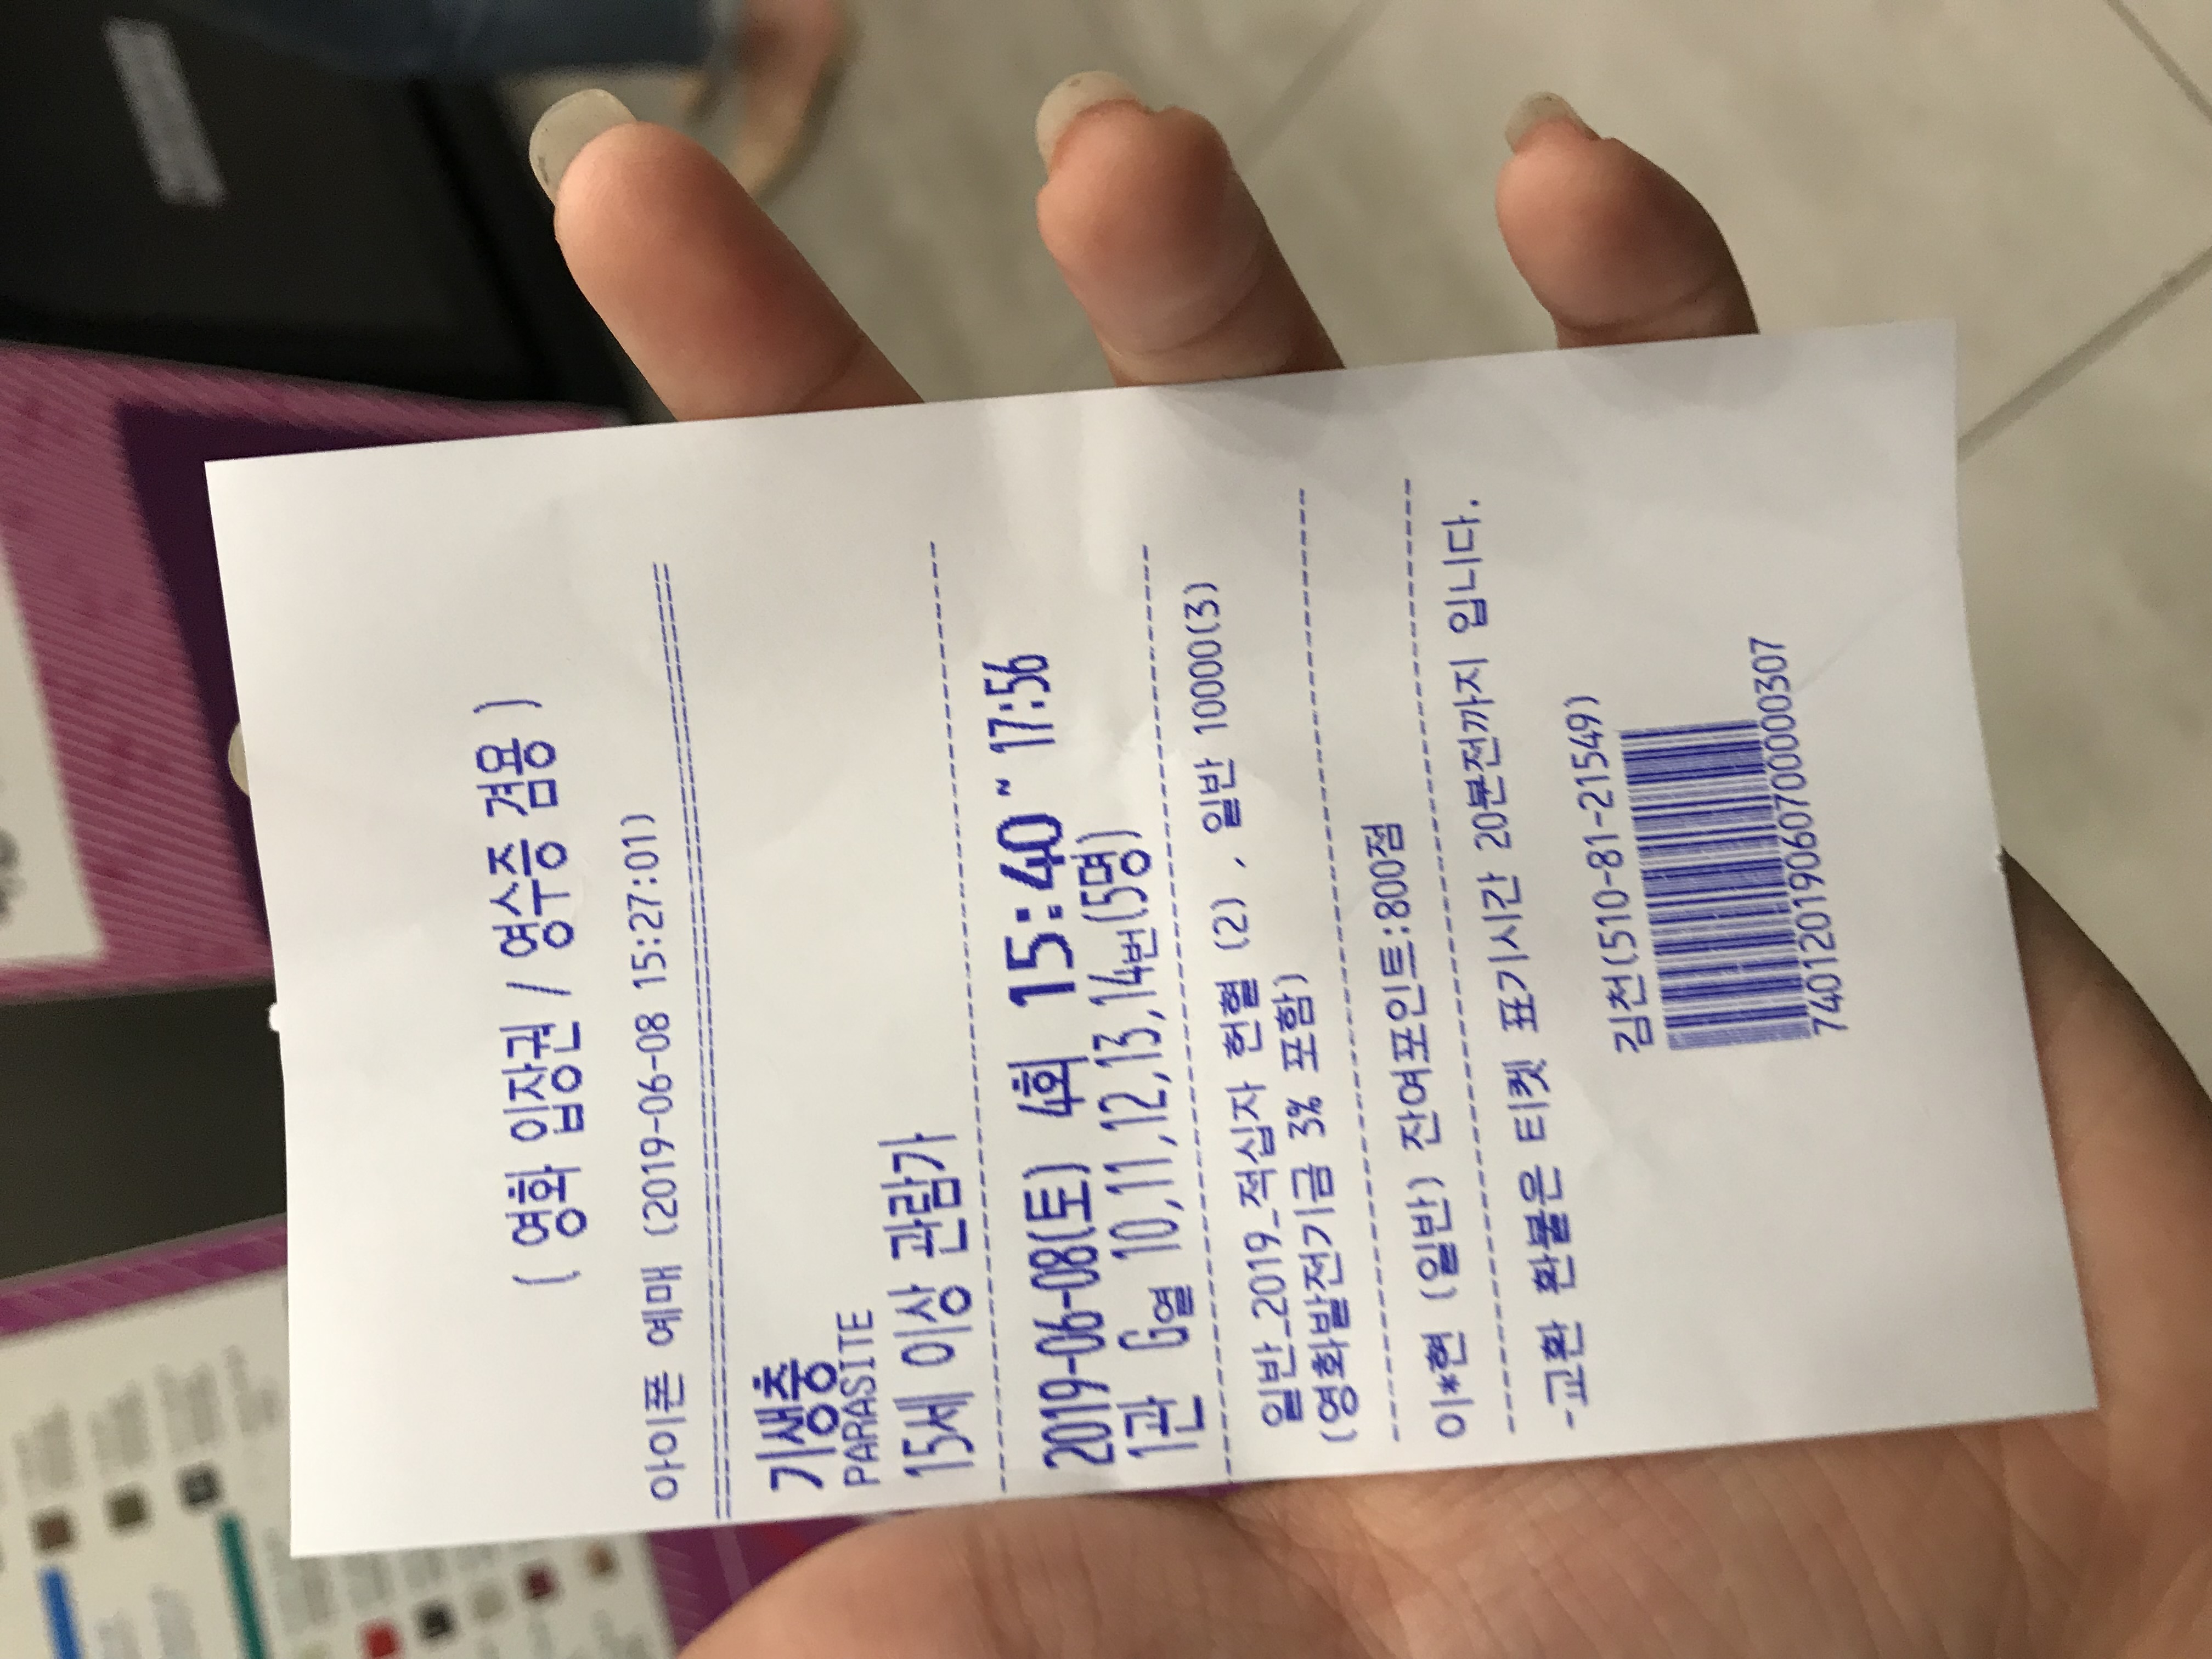 ( 영화 입장권 / 영수증 겸용 )
아이폰 예매 (2019-06-08 15:27:01)
기생충
PARASITE
15세 이상 관람가
2019-06-08(토) 4회 15:40 ~ 17:56
1관 G열 10,11,12,13,14번(5명)
일반_2019_적십자 헌혈 (2) , 일반 10000(3)
(영화발전기금 3% 포함)
이*현 (일반) 잔여포인트:800점
-교환 환불은 티켓 표기시간 20분전까지 입니다.
김천(510-81-21549)
74012019060700000307